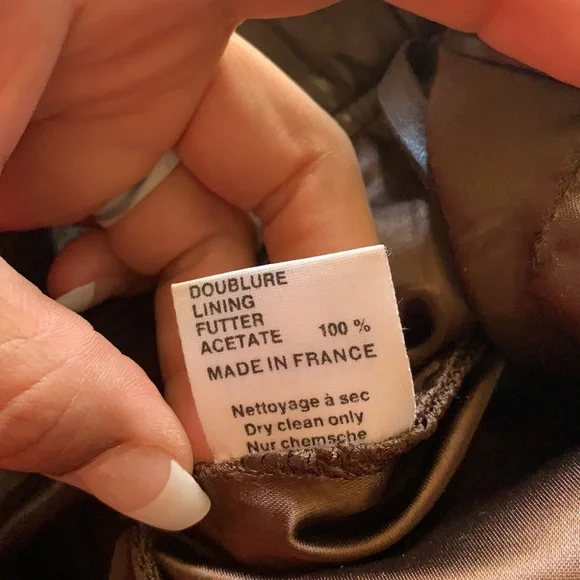 DOUBLURE
LINING
FUTTER
ACETATE 100 %
MADE IN FRANCE
Nettoyage à sec
Dry clean only
Nur chemsche